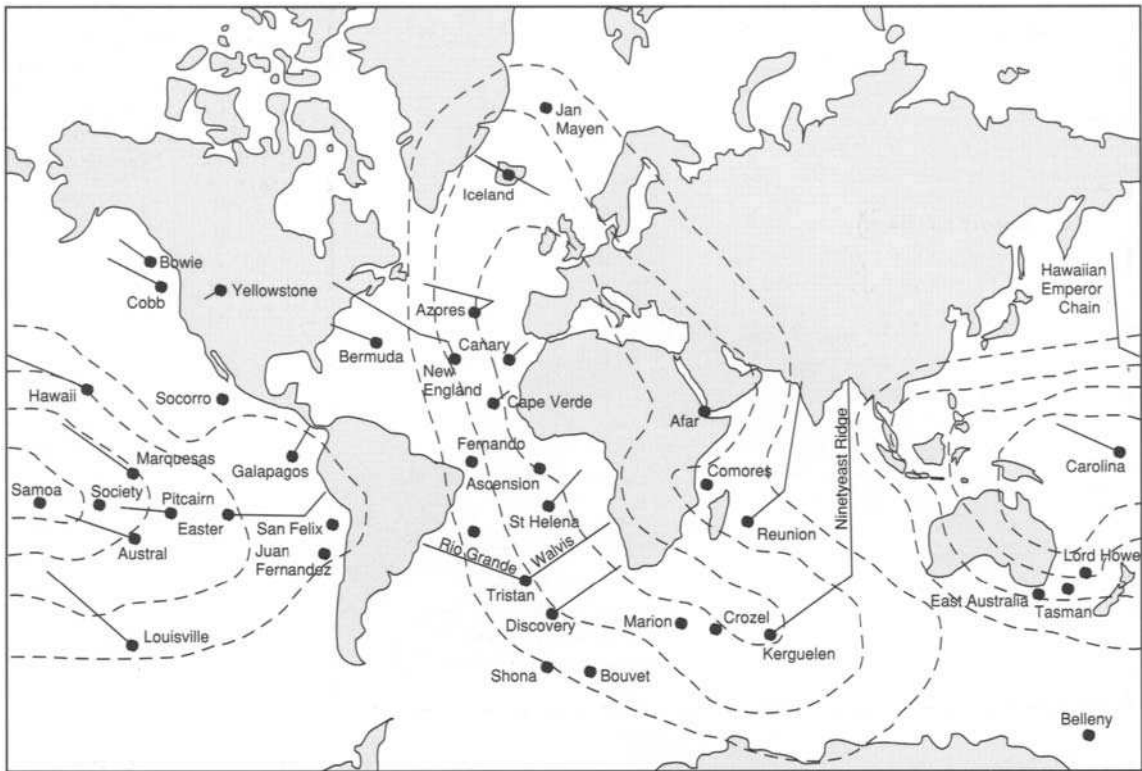 Jan
Mayen
Iceland
Bowie
Cobb
Yellowstone
Hawaiian
Emperor
Chain
Azores
Bermuda
Canary
New
England
Hawaii
Socorro
Cape Verde
Afar
Ninetyeast Ridge
Marquesas
Galapagos
Fernando
Ascension
Comores
Carolina
Samoa
Society
Pitcairn
Easter
San Felix
St Helena
Reunion
Austral
Juan
Fernandez
Rio Grande
Walvis
Lord Howe
Tristan
East Australia
Tasman
Discovery
Marion
Crozel
Louisville
Kerguelen
Shona
Bouvet
Belleny